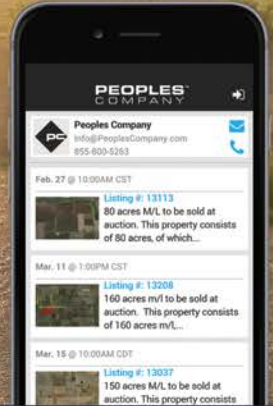 PEOPLES
COMPANY
pc
Peoples Company
Info@PeoplesCompany.com
855-800-5263
Feb. 27 @ 10:00AM CST
Listing #: 13113
80 acres M/L to be sold at
auction. This property consists
of 80 acres, of which...
Mar. 11 @ 1:00PM CST
Listing #: 13208
160 acres m/l to be sold at
auction. This property consists
of 160 acres m/l,...
Mar. 15 @ 10:00AM CDT
Listing #: 13037
150 acres M/L to be sold at
auction. This property consists